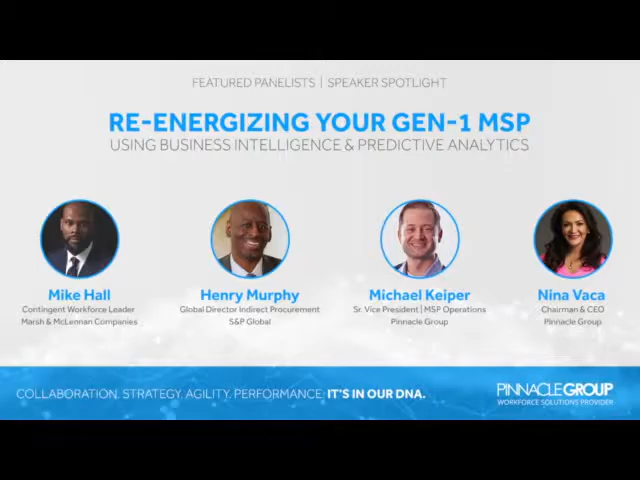 FEATURED PANELISTS | SPEAKER SPOTLIGHT
RE-ENERGIZING YOUR GEN-1 MSP
USING BUSINESS INTELLIGENCE & PREDICTIVE ANALYTICS
Mike Hall
Contingent Workforce Leader
Marsh & McLennan Companies
Henry Murphy
Global Director Indirect Procurement
S&P Global
Michael Keiper
Sr. Vice President | MSP Operations
Pinnacle Group
Nina Vaca
Chairman & CEO
Pinnacle Group
COLLABORATION. STRATEGY. AGILITY. PERFORMANCE: IT'S IN OUR DNA.
PINNACLEGROUP
WORKFORCE SOLUTIONS PROVIDER